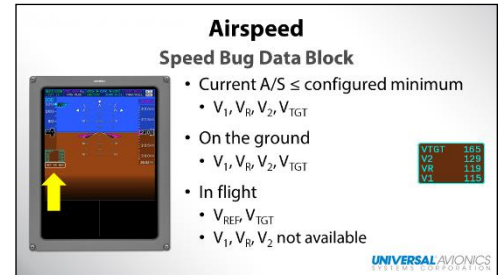 Airspeed
Speed Bug Data Block
• Current A/S ≤ configured minimum
• V1, VR, V2, VTGT
• On the ground
• V1, VR, V2, VTGT
• In flight
• VREF, VTGT
• V1, VR, V2 not available
VTGT 165
V2 129
VR 119
V1 115
UNIVERSAL AVIONICS
SYSTEMS CORPORATION